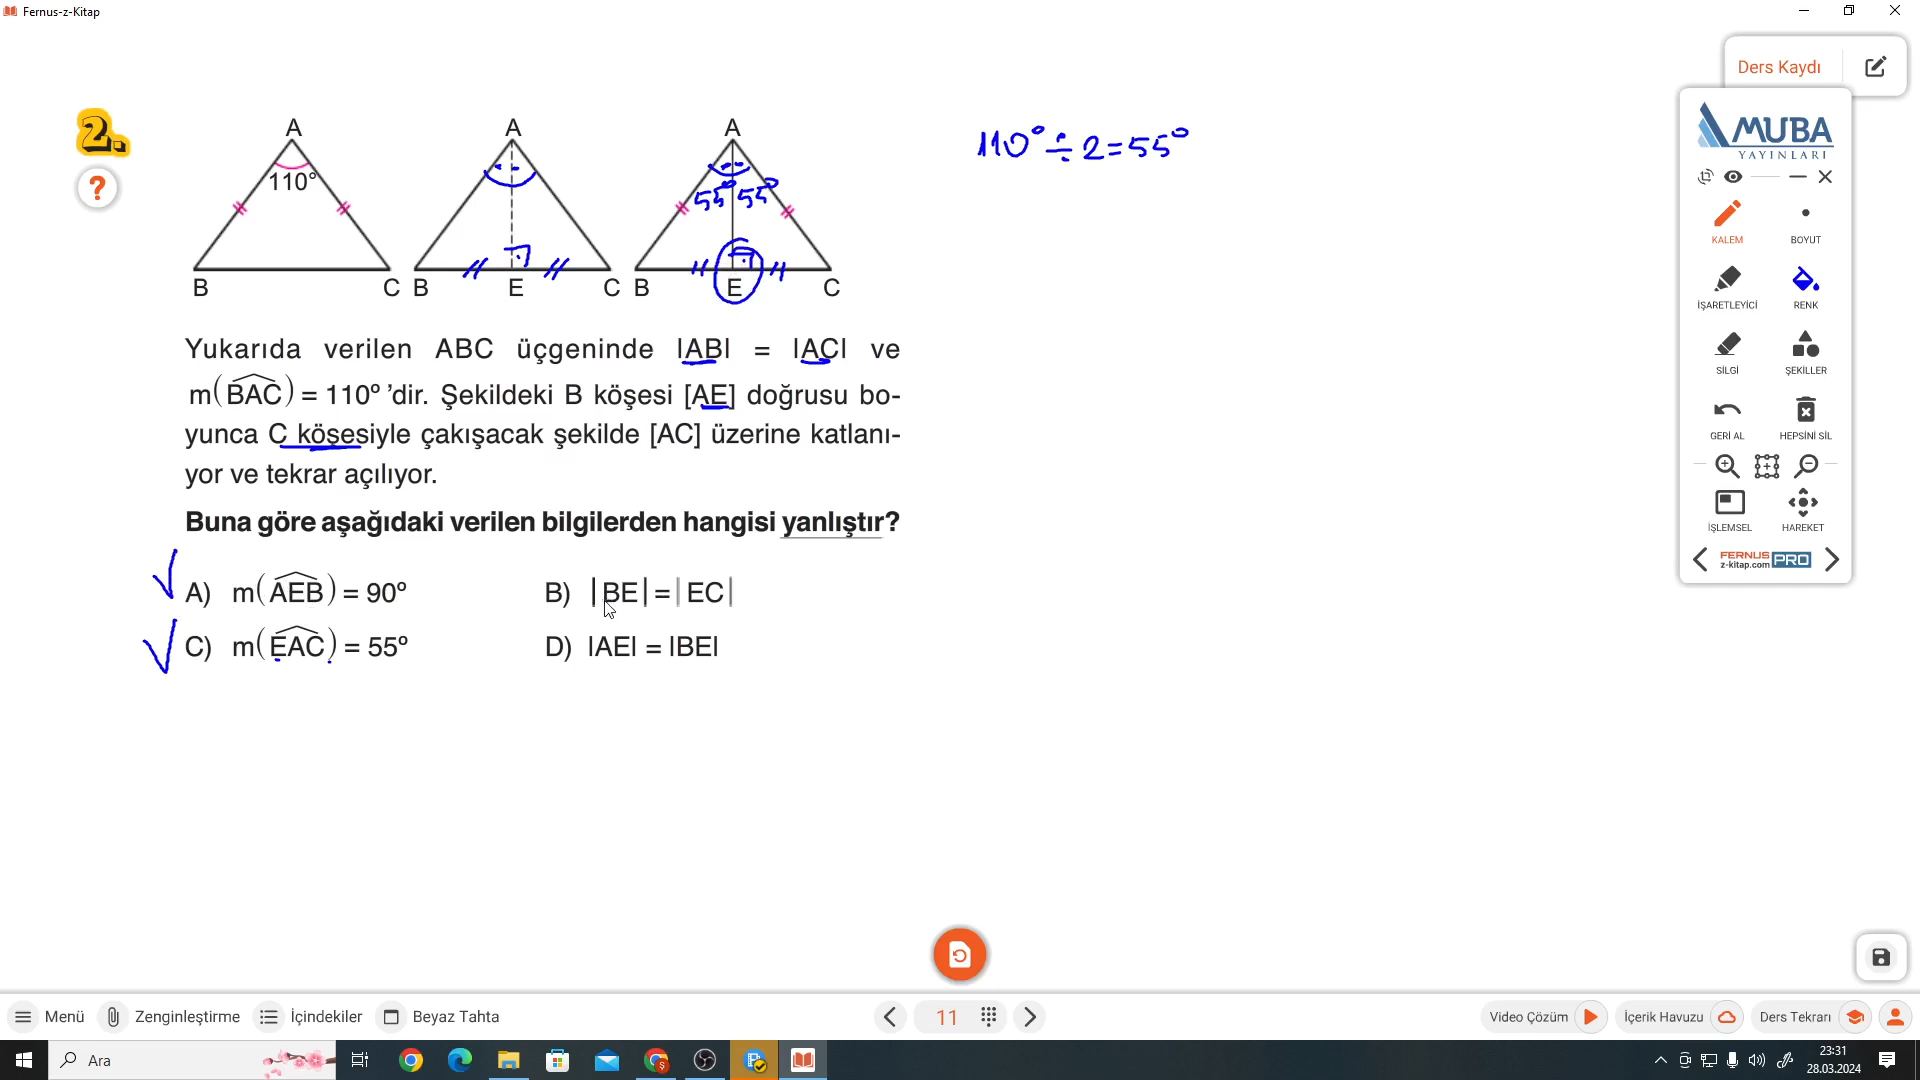 Fernus-z-Kitap
Ders Kaydı
2.
?
A
110°
B
C
A
B
E
C
A
55° 55°
B
E
C
110° ÷ 2 = 55°
Yukarıda verilen ABC üçgeninde |AB| = |AC| ve
m(BAC) = 110º 'dir. Şekildeki B köşesi [AE] doğrusu bo-
yunca C köşesiyle çakışacak şekilde [AC] üzerine katlanı-
yor ve tekrar açılıyor.
Buna göre aşağıdaki verilen bilgilerden hangisi yanlıştır?
A) m(AEB) = 90º
B) |BE| = |EC|
C) m(EAC) = 55º
D) |AE| = |BE|
MUBA
YAYINLARI
KALEM
BOYUT
İŞARETLEYİCİ
RENK
SİLGİ
ŞEKİLLER
GERİ AL
HEPSİNİ SİL
İŞLEMSEL
HAREKET
FERNUS
z-kitap.com PRO
Menü
Zenginleştirme
İçindekiler
Beyaz Tahta
11
Video Çözüm
İçerik Havuzu
Ders Tekrarı
Ara
23:31
28.03.2024